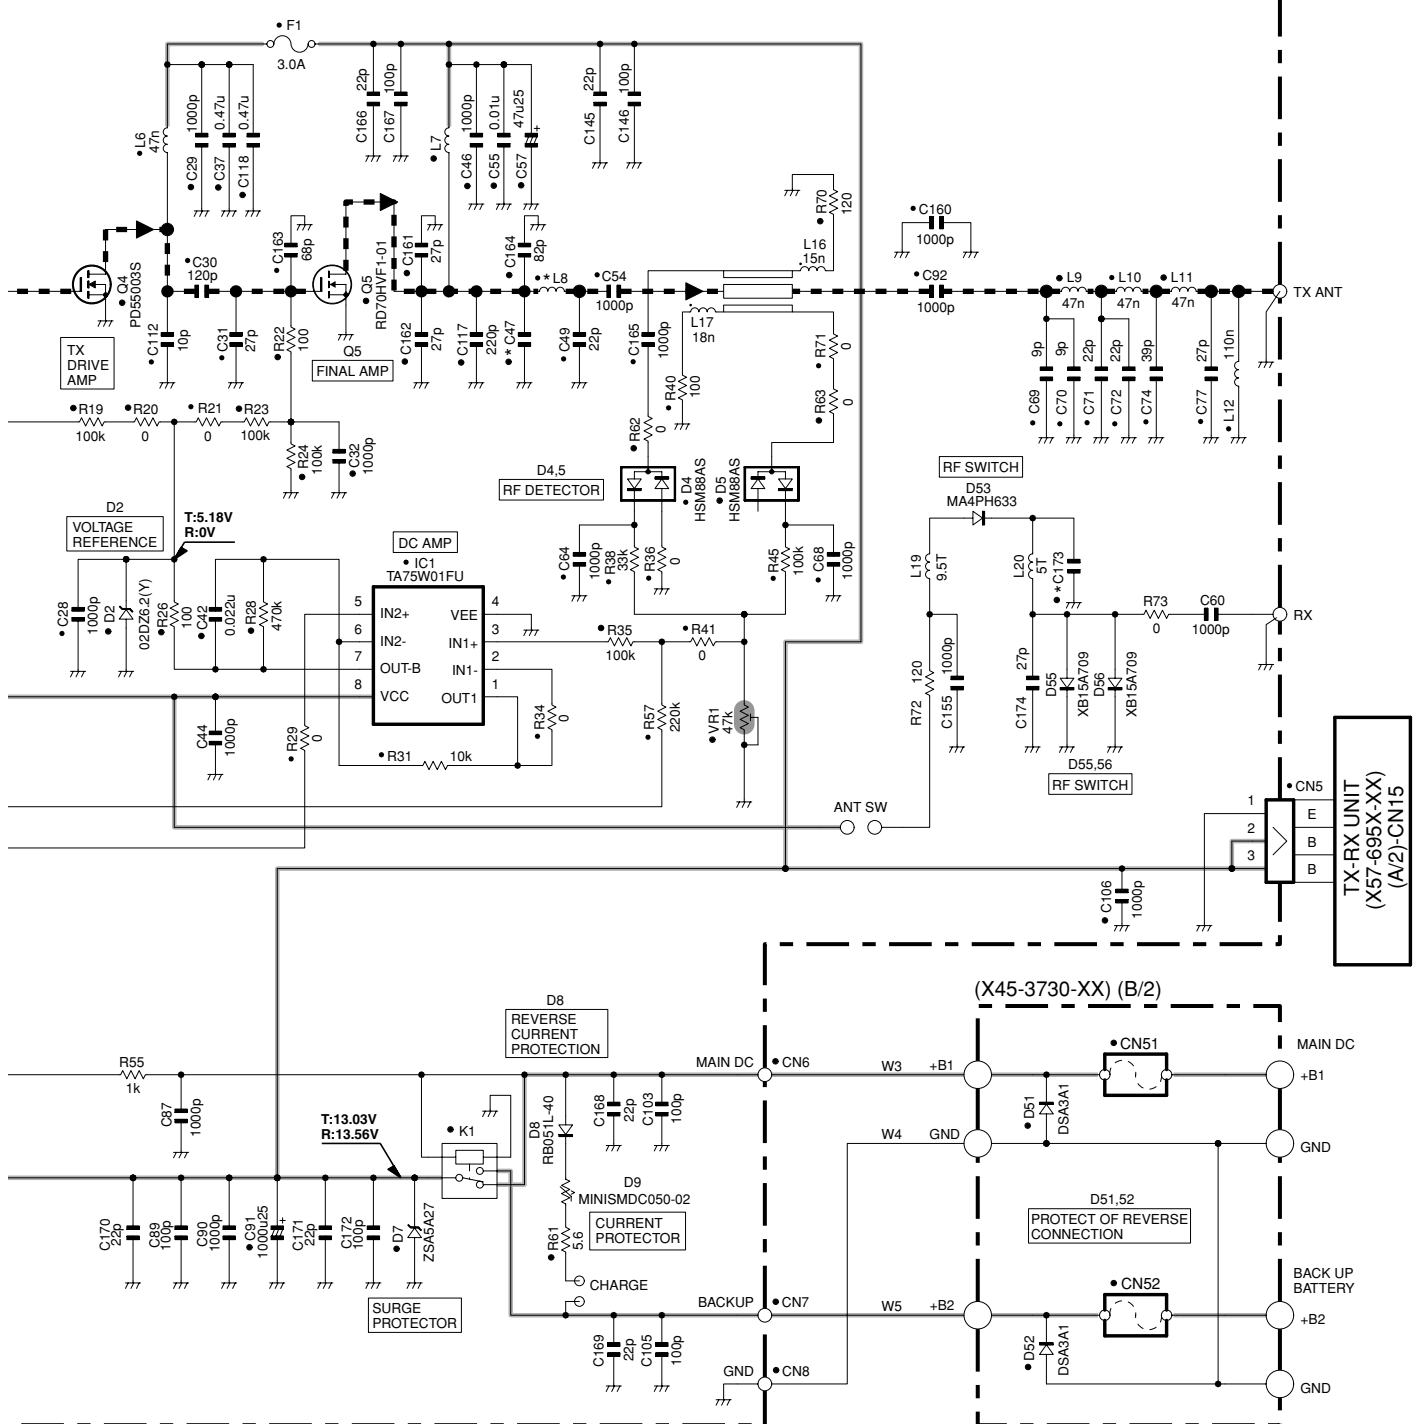 • F1
3.0A
• L6
47n
• C29
1000p
• C37
0.47u
• C118
0.47u
C166
22p
C167
100p
• L7
• C46
1000p
• C55
0.01u
• C57
47u25
+
C145
22p
C146
100p
• R70
120
L16
15n
• C160
1000p
• Q4
PD55003S
• C30
120p
• C163
68p
• Q5
RD70HVF1-01
• C161
27p
• C164
82p
• * L8
• C54
1000p
• C92
1000p
• L9
47n
• L10
47n
• L11
47n
TX ANT
TX
DRIVE
AMP
• C112
10p
• C31
27p
• R22
100
Q5
FINAL AMP
• C162
27p
• C117
220p
* • C47
• C49
22p
• C165
1000p
• L17
18n
• R40
100
• R71
0
• R63
0
• C69
9p
• C70
9p
• C71
22p
• C72
22p
• C74
39p
• C77
27p
• L12
110n
• R19
100k
• R20
0
• R21
0
• R23
100k
• R24
100k
• C32
1000p
• R62
0
D4,5
RF DETECTOR
• D4
HSM88AS
• D5
HSM88AS
RF SWITCH
D53
MA4PH633
D2
VOLTAGE
REFERENCE
T:5.18V
R:0V
DC AMP
• IC1
TA75W01FU
• C28
1000p
• D2
02DZ6.2(Y)
• R26
100
• C42
0.022u
• R28
470k
5 IN2+
6 IN2-
7 OUT-B
8 VCC
VEE 4
IN1+ 3
IN1- 2
OUT1 1
• C64
1000p
• R38
33k
• R36
0
• R45
100k
• C68
1000p
L19
9.5T
L20
5T
* • C173
R73
0
C60
1000p
RX
• R35
100k
• R41
0
• C44
1000p
• R29
0
• R31
10k
• R34
0
• R57
220k
• VR1
47k
R72
120
C155
1000p
C174
27p
D55
XB15A709
D56
XB15A709
D55,56
RF SWITCH
ANT SW
• CN5
1 E
2 B
3 B
TX-RX UNIT
(X57-695X-XX)
(A/2)-CN15
• C106
1000p
(X45-3730-XX) (B/2)
D8
REVERSE
CURRENT
PROTECTION
R55
1k
C87
1000p
MAIN DC
• CN6
W3
+B1
• CN51
MAIN DC
+B1
T:13.03V
R:13.56V
• K1
D8
RB051L-40
C168
22p
C103
100p
W4
GND
• D51
DSA3A1
GND
C170
22p
C89
100p
C90
1000p
• C91
1000u25
+
C171
22p
C172
100p
• D7
ZSA5A27
D9
MINISMDC050-02
CURRENT
PROTECTOR
• R61
5.6
D51,52
PROTECT OF REVERSE
CONNECTION
CHARGE
SURGE
PROTECTOR
BACKUP
• CN7
W5
+B2
• CN52
BACK UP
BATTERY
+B2
C169
22p
C105
100p
• D52
DSA3A1
GND
• CN8
GND